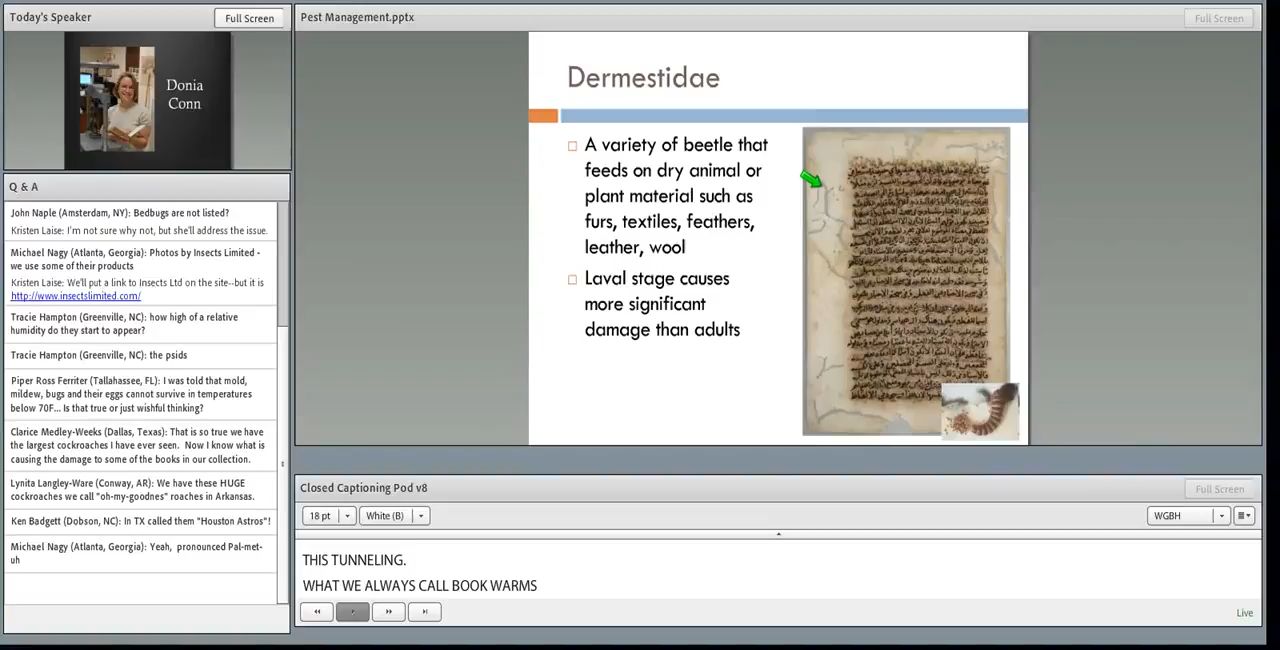 Today's Speaker
Full Screen
Donia
Conn
Q & A
John Naple (Amsterdam, NY): Bedbugs are not listed?
Kristen Laise: I'm not sure why not, but she'll address the issue.
Michael Nagy (Atlanta, Georgia): Photos by Insects Limited -
we use some of their products
Kristen Laise: We'll put a link to Insects Ltd on the site--but it is
http://www.insectslimited.com/
Tracie Hampton (Greenville, NC): how high of a relative
humidity do they start to appear?
Tracie Hampton (Greenville, NC): the psids
Piper Ross Ferriter (Tallahassee, FL): I was told that mold,
mildew, bugs and their eggs cannot survive in temperatures
below 70F... Is that true or just wishful thinking?
Clarice Medley-Weeks (Dallas, Texas): That is so true we have
the largest cockroaches I have ever seen.  Now I know what is
causing the damage to some of the books in our collection.
Lynita Langley-Ware (Conway, AR): We have these HUGE
cockroaches we call "oh-my-goodnes" roaches in Arkansas.
Ken Badgett (Dobson, NC): In TX called them "Houston Astros"!
Michael Nagy (Atlanta, Georgia): Yeah,  pronounced Pal-met-
uh
Pest Management.pptx
Full Screen
Dermestidae
A variety of beetle that
feeds on dry animal or
plant material such as
furs, textiles, feathers,
leather, wool
Laval stage causes
more significant
damage than adults
Closed Captioning Pod v8
Full Screen
18 pt
White (B)
WGBH
THIS TUNNELING.
WHAT WE ALWAYS CALL BOOK WARMS
Live